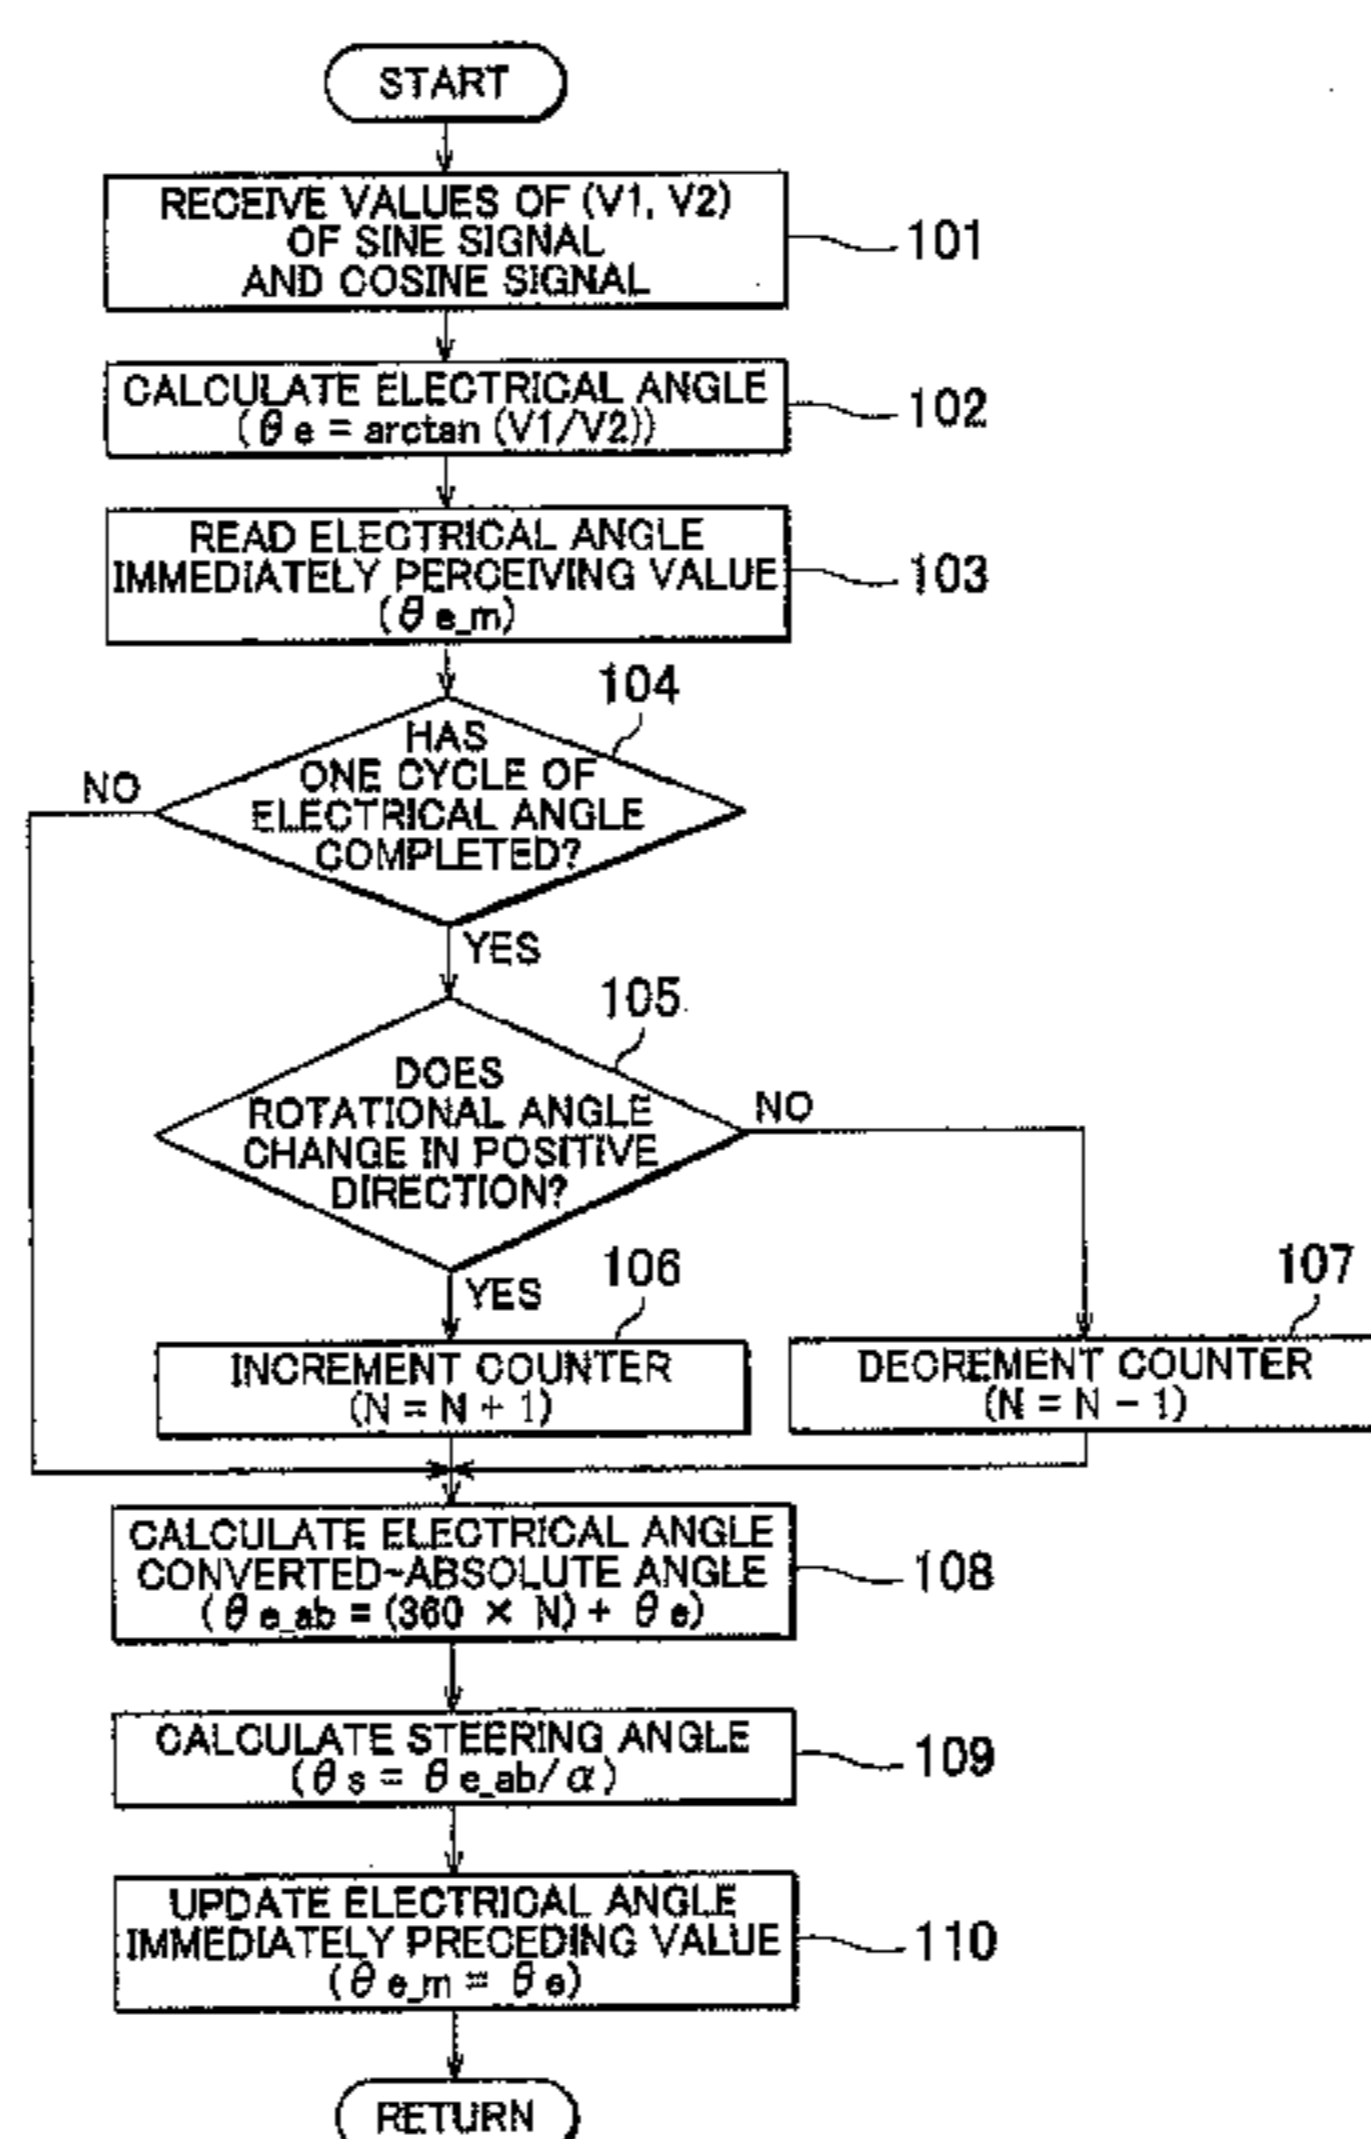 START
RECEIVE VALUES OF (V1, V2)
OF SINE SIGNAL
AND COSINE SIGNAL
101
CALCULATE ELECTRICAL ANGLE
(θe = arctan (V1/V2))
102
READ ELECTRICAL ANGLE
IMMEDIATELY PERCEIVING VALUE
(θe_m)
103
104
HAS
ONE CYCLE OF
ELECTRICAL ANGLE
COMPLETED?
NO
YES
105
DOES
ROTATIONAL ANGLE
CHANGE IN POSITIVE
DIRECTION?
NO
YES
106
INCREMENT COUNTER
(N = N + 1)
107
DECREMENT COUNTER
(N = N - 1)
CALCULATE ELECTRICAL ANGLE
CONVERTED-ABSOLUTE ANGLE
(θe_ab = (360 × N) + θe)
108
CALCULATE STEERING ANGLE
(θs = θe_ab/α)
109
UPDATE ELECTRICAL ANGLE
IMMEDIATELY PRECEDING VALUE
(θe_m = θe)
110
RETURN